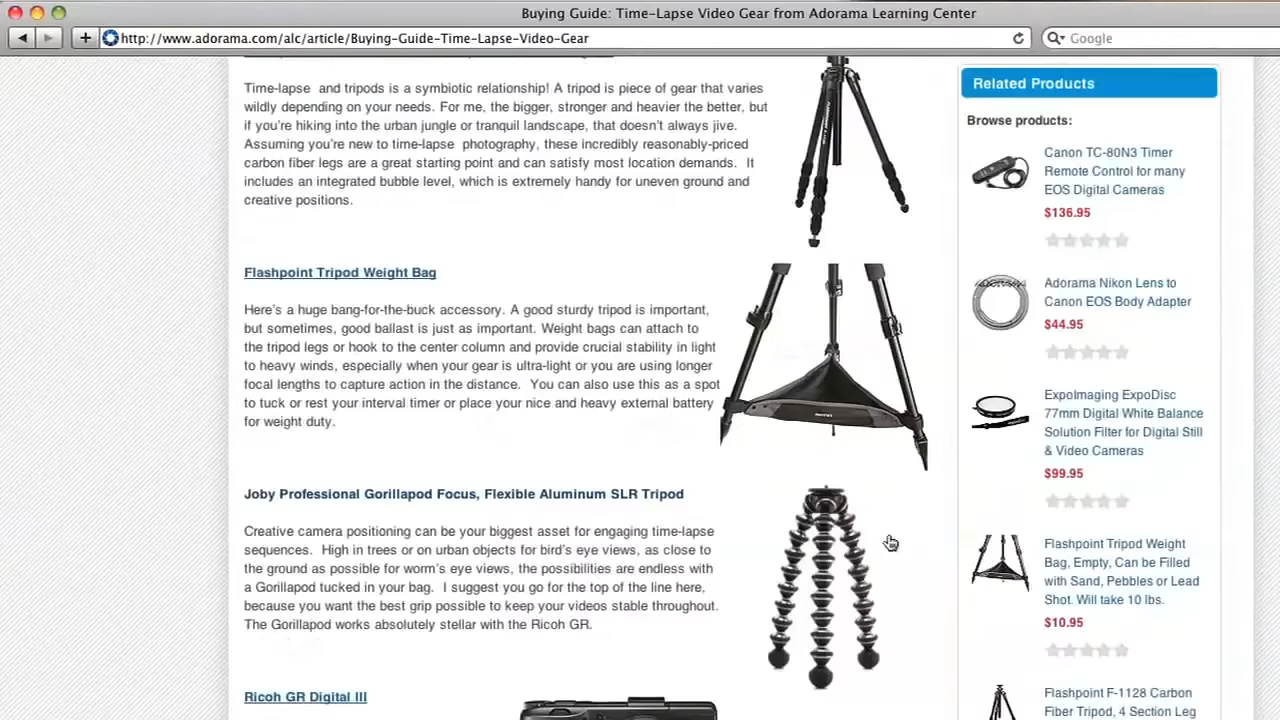 Buying Guide: Time-Lapse Video Gear from Adorama Learning Center
http://www.adorama.com/alc/article/Buying-Guide-Time-Lapse-Video-Gear
Google
Time-lapse and tripods is a symbiotic relationship! A tripod is piece of gear that varies
wildly depending on your needs. For me, the bigger, stronger and heavier the better, but
if you're hiking into the urban jungle or tranquil landscape, that doesn't always jive.
Assuming you're new to time-lapse photography, these incredibly reasonably-priced
carbon fiber legs are a great starting point and can satisfy most location demands. It
includes an integrated bubble level, which is extremely handy for uneven ground and
creative positions.
Flashpoint Tripod Weight Bag
Here's a huge bang-for-the-buck accessory. A good sturdy tripod is important,
but sometimes, good ballast is just as important. Weight bags can attach to
the tripod legs or hook to the center column and provide crucial stability in light
to heavy winds, especially when your gear is ultra-light or you are using longer
focal lengths to capture action in the distance. You can also use this as a spot
to tuck or rest your interval timer or place your nice and heavy external battery
for weight duty.
Joby Professional Gorillapod Focus, Flexible Aluminum SLR Tripod
Creative camera positioning can be your biggest asset for engaging time-lapse
sequences. High in trees or on urban objects for bird's eye views, as close to
the ground as possible for worm's eye views, the possibilities are endless with
a Gorillapod tucked in your bag. I suggest you go for the top of the line here,
because you want the best grip possible to keep your videos stable throughout.
The Gorillapod works absolutely stellar with the Ricoh GR.
Ricoh GR Digital III
Related Products
Browse products:
Canon TC-80N3 Timer
Remote Control for many
EOS Digital Cameras
$136.95
Adorama Nikon Lens to
Canon EOS Body Adapter
$44.95
ExpoImaging ExpoDisc
77mm Digital White Balance
Solution Filter for Digital Still
& Video Cameras
$99.95
Flashpoint Tripod Weight
Bag, Empty, Can be Filled
with Sand, Pebbles or Lead
Shot. Will take 10 lbs.
$10.95
Flashpoint F-1128 Carbon
Fiber Tripod, 4 Section Leg